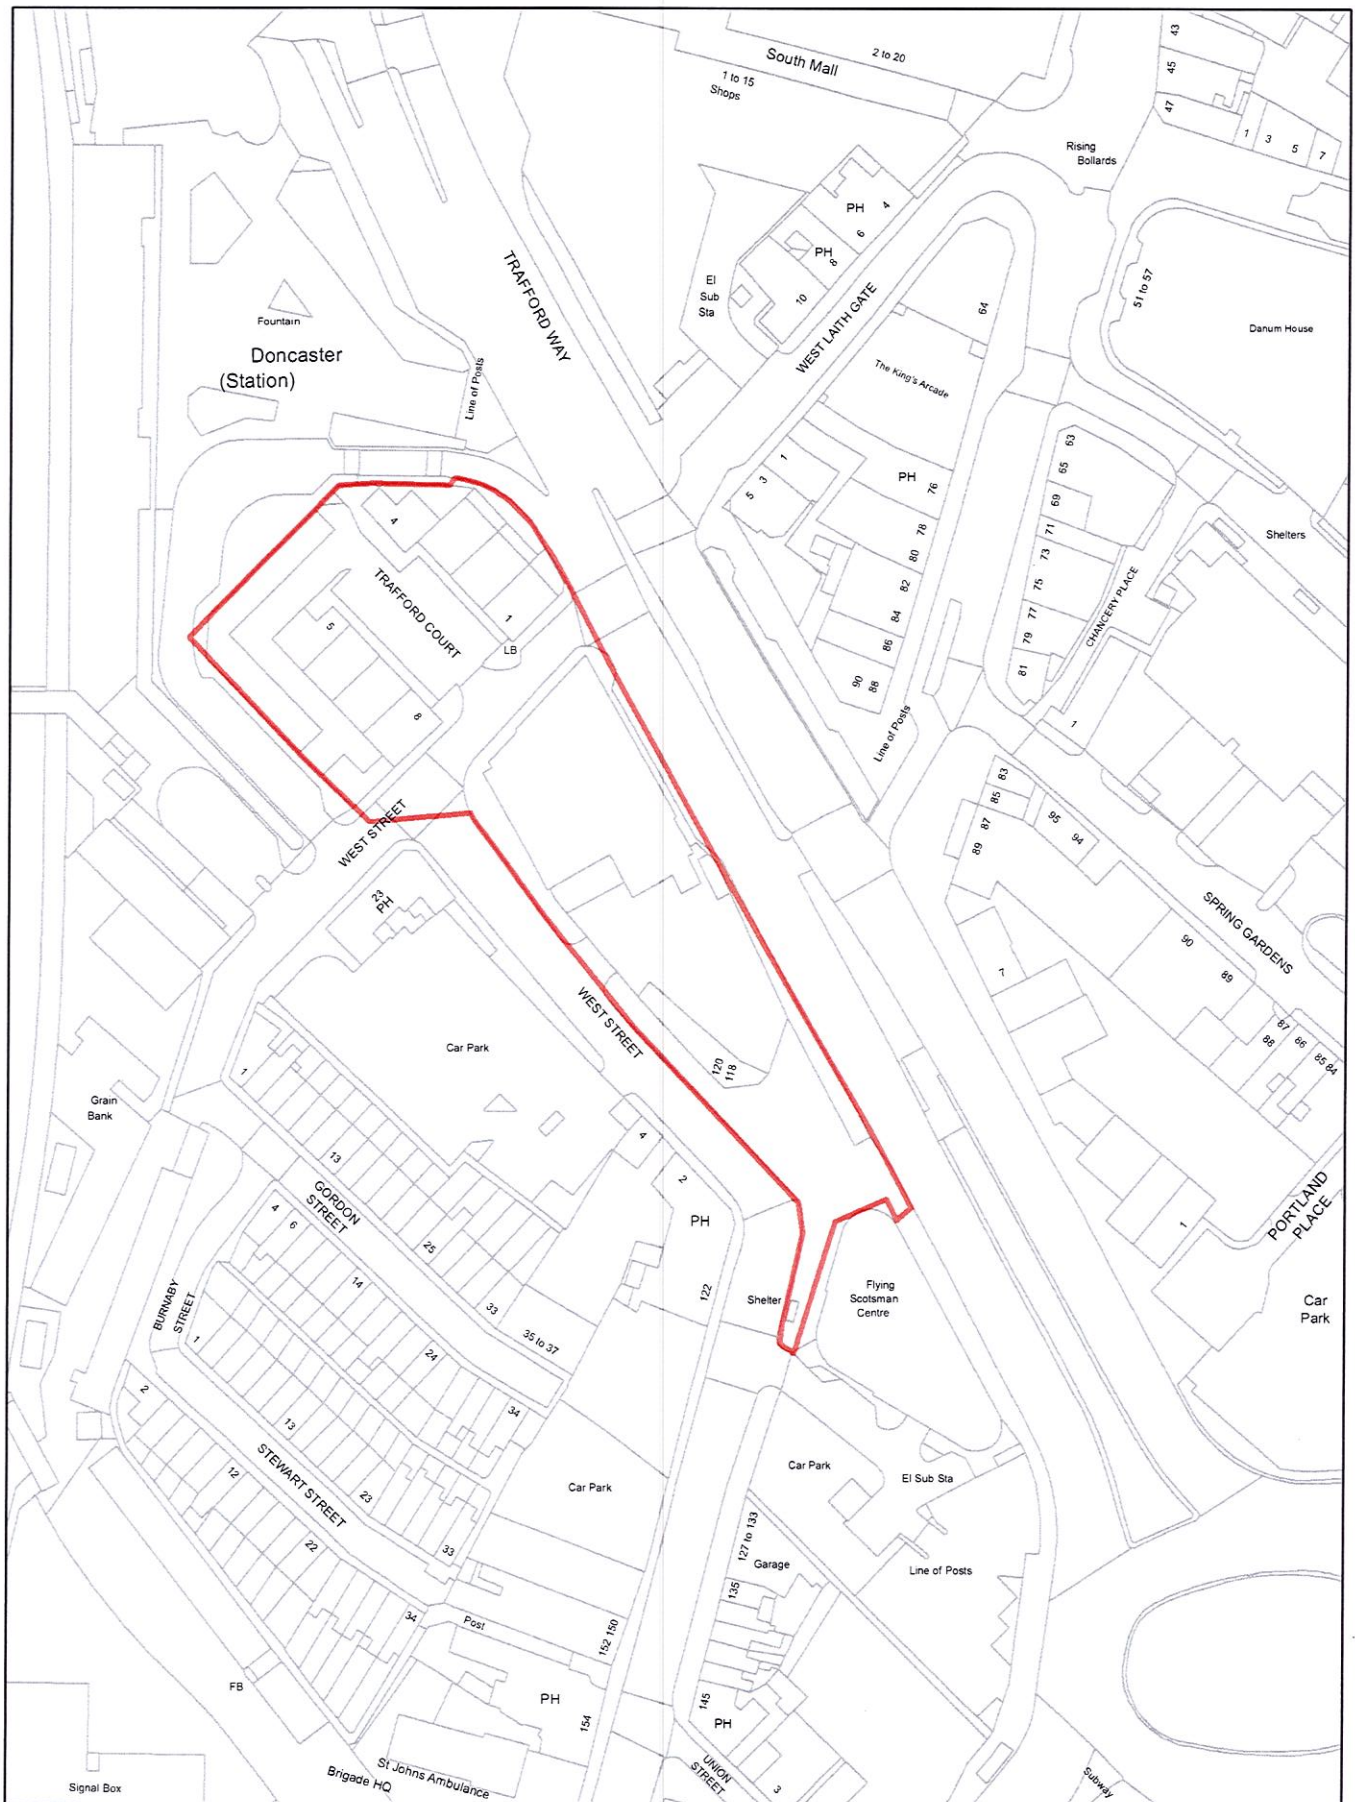 South Mall
2 to 20
1 to 15
Shops
43
45
47
1
3
5
7
Rising
Bollards
PH
4
6
PH
8
10
El
Sub
Sta
TRAFFORD WAY
WEST LAITH GATE
64
51 to 57
Danum House
Fountain
Doncaster
(Station)
Line of Posts
The King's Arcade
1
3
5
PH
76
78
80
82
84
86
88
90
Line of Posts
63
65
69
71
73
75
77
79
81
CHANCERY PLACE
Shelters
1
4
TRAFFORD COURT
5
1
LB
8
WEST STREET
23
PH
83
85
87
89
95
94
SPRING GARDENS
90
89
7
87
88
86
85
84
WEST STREET
120
118
Car Park
Grain
Bank
1
13
GORDON
STREET
25
33
35 to 37
4
2
PH
122
Shelter
Flying
Scotsman
Centre
1
PORTLAND
PLACE
Car
Park
4
6
14
24
34
BURNABY
STREET
1
13
23
33
2
12
22
34
STEWART STREET
Car Park
Car Park
El Sub Sta
127 to 133
Garage
135
Line of Posts
Post
152 150
FB
PH
154
145
PH
UNION
STREET
3
Subway
Signal Box
St Johns Ambulance
Brigade HQ